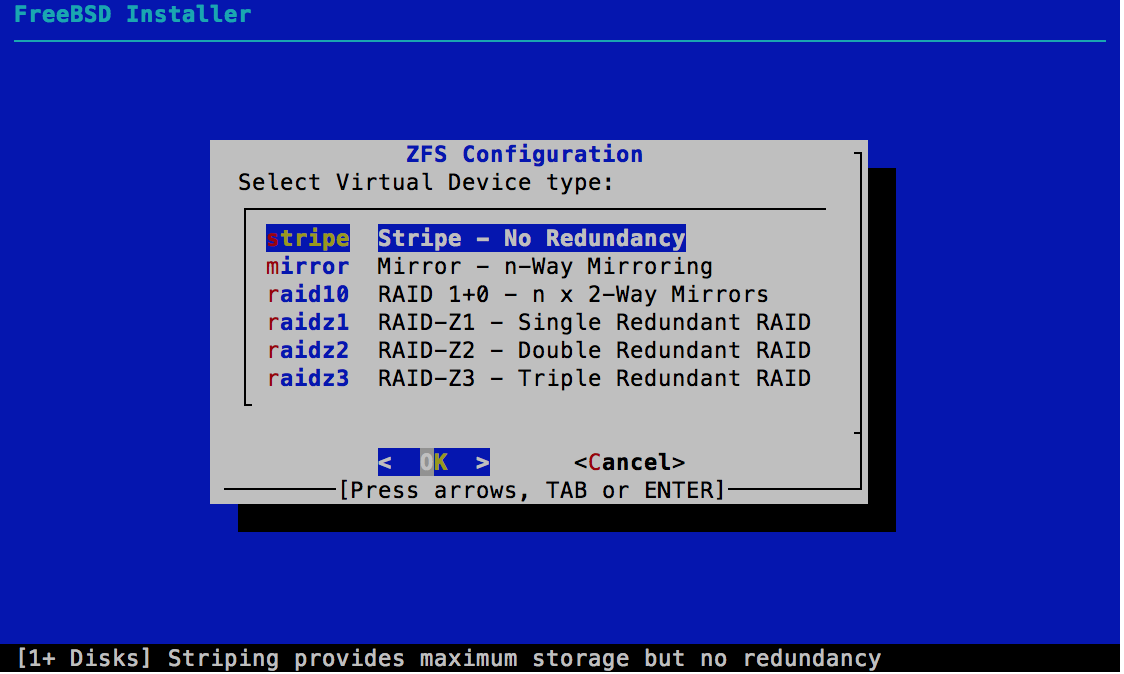 FreeBSD Installer
ZFS Configuration
Select Virtual Device type:
stripe  Stripe - No Redundancy
mirror  Mirror - n-Way Mirroring
raid10  RAID 1+0 - n x 2-Way Mirrors
raidz1  RAID-Z1 - Single Redundant RAID
raidz2  RAID-Z2 - Double Redundant RAID
raidz3  RAID-Z3 - Triple Redundant RAID
<  OK  >      <Cancel>
[Press arrows, TAB or ENTER]
[1+ Disks] Striping provides maximum storage but no redundancy